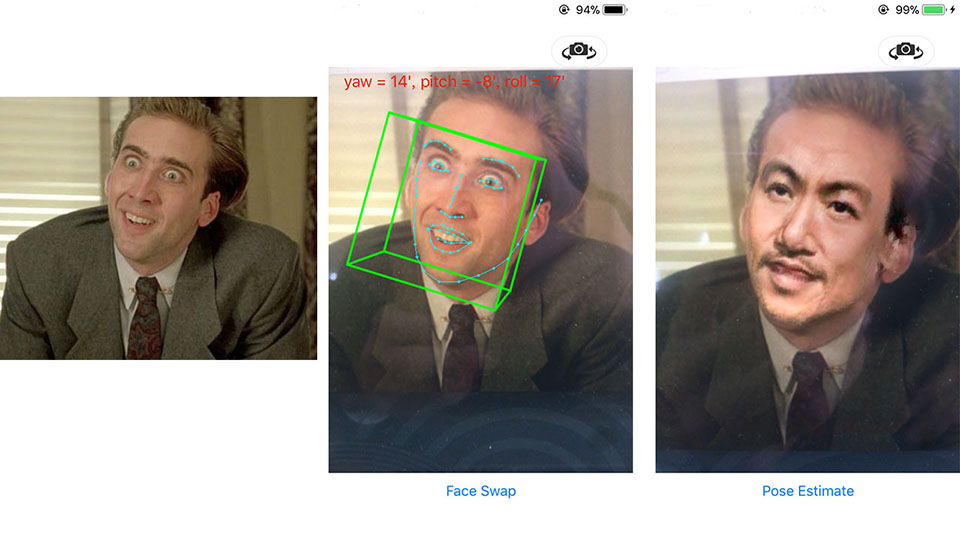 94%
99%
yaw = 14', pitch = -8', roll = 17'
Face Swap
Pose Estimate